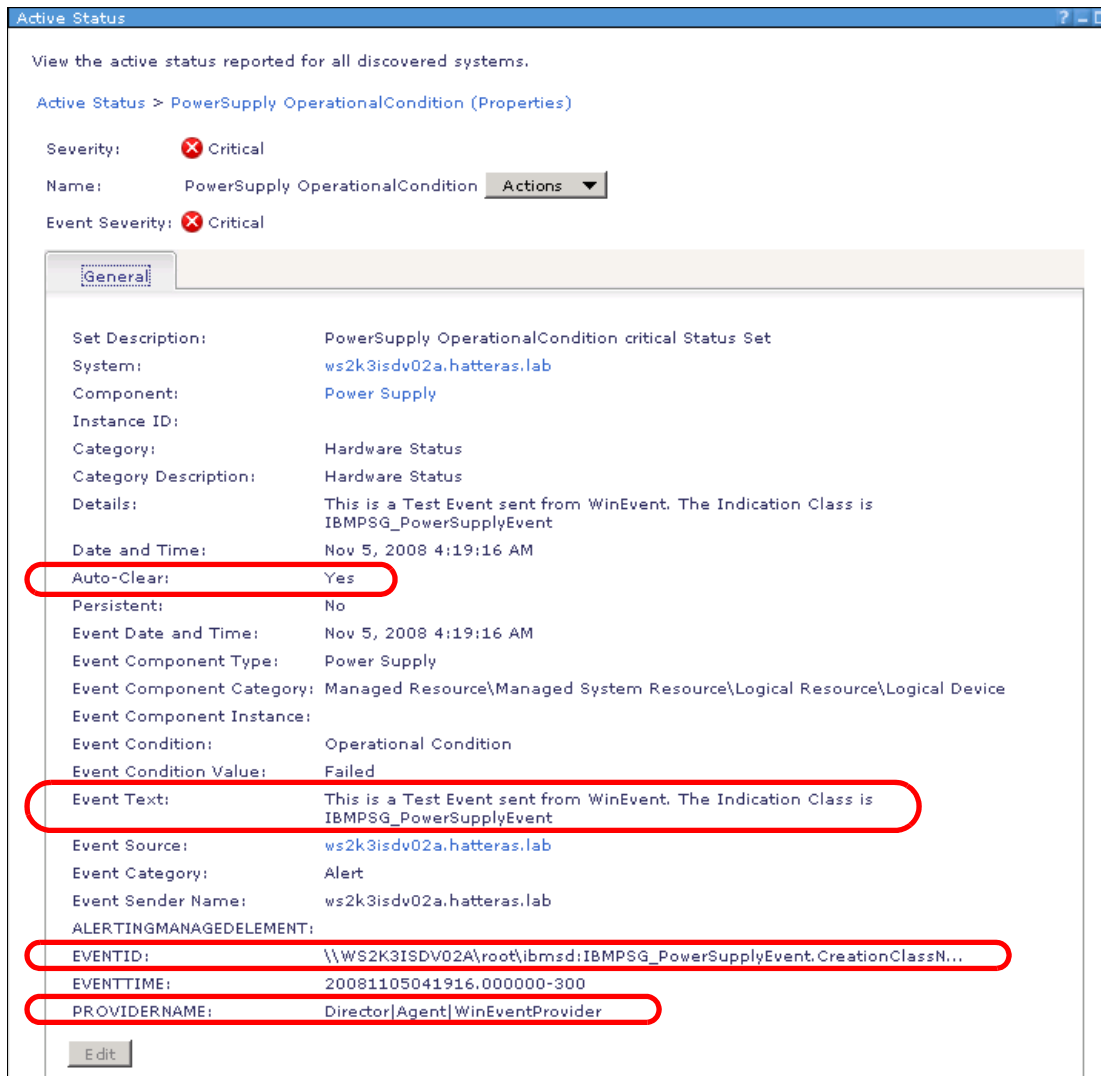 Active Status
? –
View the active status reported for all discovered systems.
Active Status > PowerSupply OperationalCondition (Properties)
Severity: Critical
Name: PowerSupply OperationalCondition Actions
Event Severity: Critical
General
Set Description: PowerSupply OperationalCondition critical Status Set
System: ws2k3isdv02a.hatteras.lab
Component: Power Supply
Instance ID:
Category: Hardware Status
Category Description: Hardware Status
Details: This is a Test Event sent from WinEvent. The Indication Class is
IBMPSG_PowerSupplyEvent
Date and Time: Nov 5, 2008 4:19:16 AM
Auto-Clear: Yes
Persistent: No
Event Date and Time: Nov 5, 2008 4:19:16 AM
Event Component Type: Power Supply
Event Component Category: Managed Resource\Managed System Resource\Logical Resource\Logical Device
Event Component Instance:
Event Condition: Operational Condition
Event Condition Value: Failed
Event Text: This is a Test Event sent from WinEvent. The Indication Class is
IBMPSG_PowerSupplyEvent
Event Source: ws2k3isdv02a.hatteras.lab
Event Category: Alert
Event Sender Name: ws2k3isdv02a.hatteras.lab
ALERTINGMANAGEDELEMENT:
EVENTID: \\WS2K3ISDV02A\root\ibmsd:IBMPSG_PowerSupplyEvent.CreationClassN...
EVENTTIME: 20081105041916.000000-300
PROVIDERNAME: Director|Agent|WinEventProvider
Edit